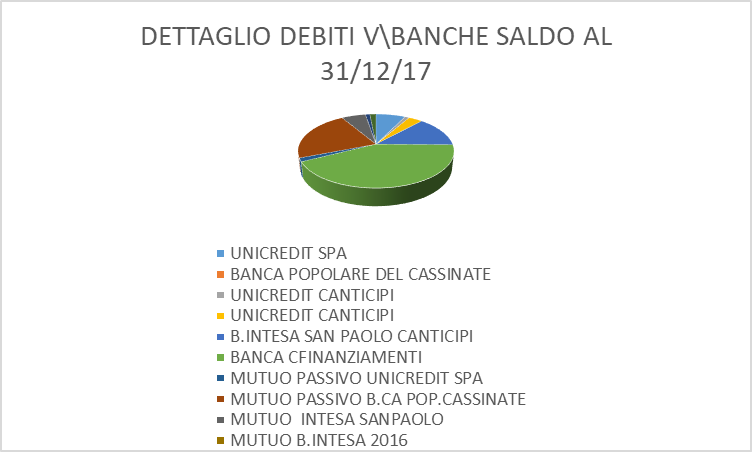 DETTAGLIO DEBITI V\BANCHE SALDO AL
31/12/17
UNICREDIT SPA
BANCA POPOLARE DEL CASSINATE
UNICREDIT CANTICIPI
UNICREDIT CANTICIPI
B.INTESA SAN PAOLO CANTICIPI
BANCA CFINANZIAMENTI
MUTUO PASSIVO UNICREDIT SPA
MUTUO PASSIVO B.CA POP.CASSINATE
MUTUO  INTESA SANPAOLO
MUTUO B.INTESA 2016